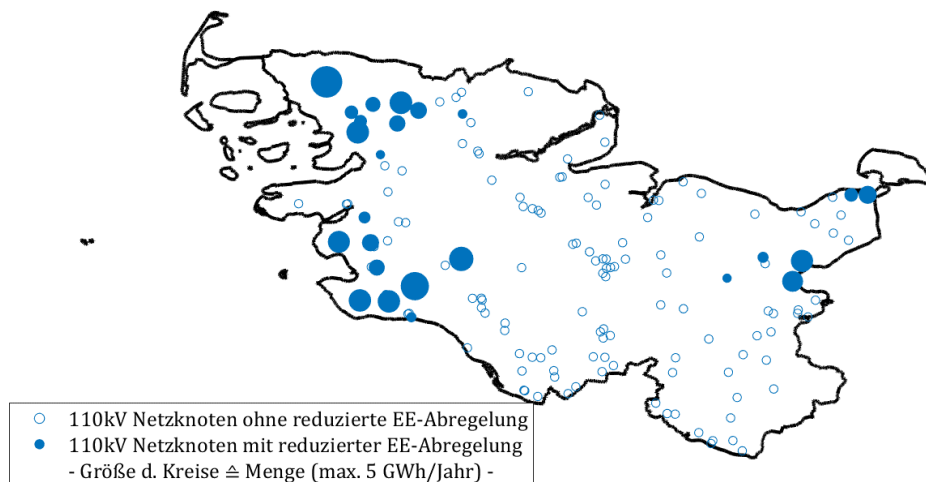 110kV Netzknoten ohne reduzierte EE-Abregelung
110kV Netzknoten mit reduzierter EE-Abregelung
- Größe d. Kreise ≙ Menge (max. 5 GWh/Jahr) -